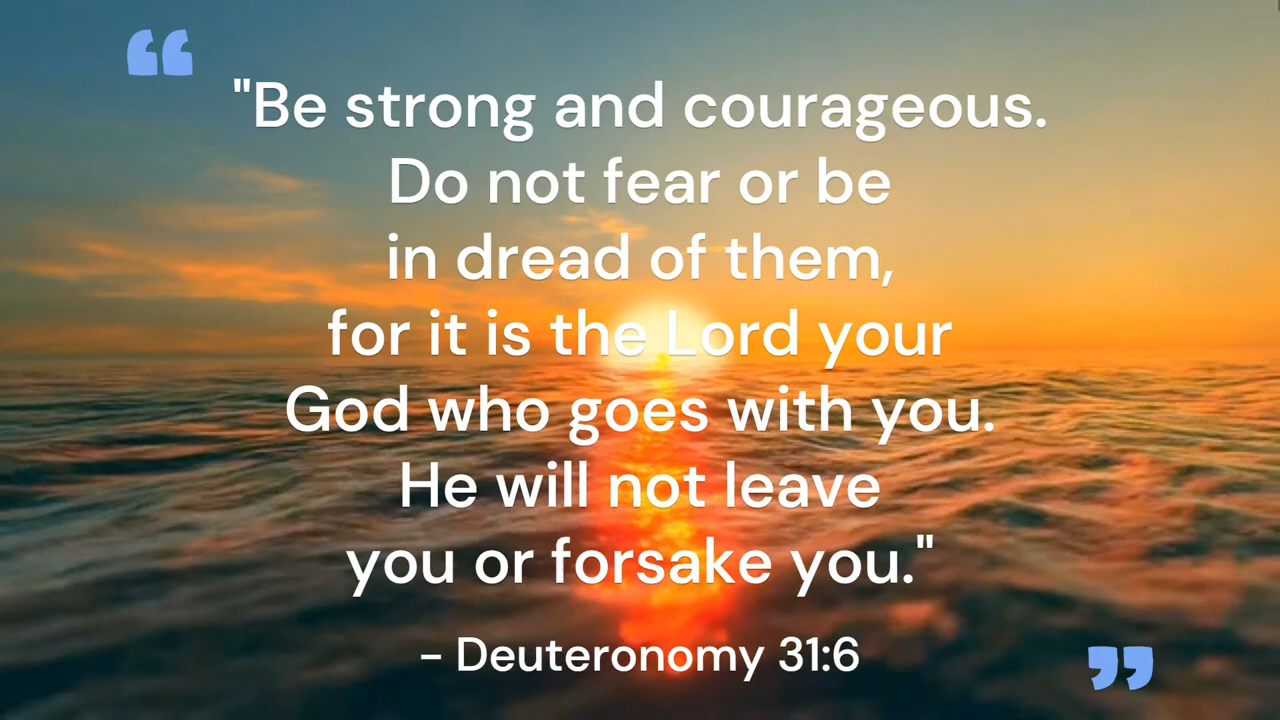 "Be strong and courageous.
Do not fear or be
in dread of them,
for it is the Lord your
God who goes with you.
He will not leave
you or forsake you."
– Deuteronomy 31:6